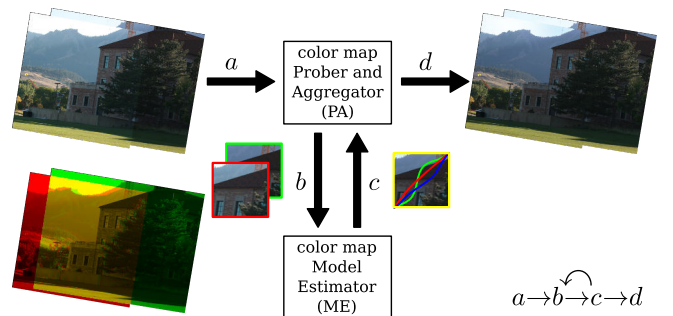 a
color map
Prober and
Aggregator
(PA)
d
b
c
color map
Model
Estimator
(ME)
a→b→c→d